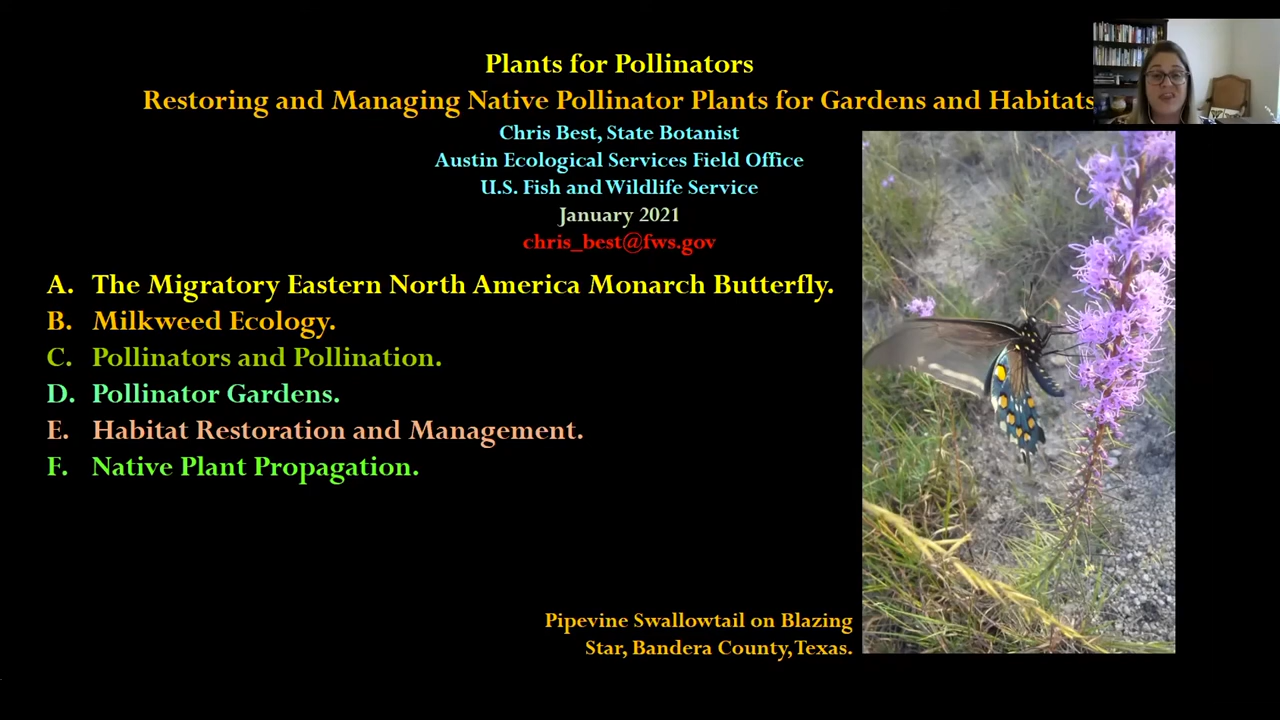 Plants for Pollinators
Restoring and Managing Native Pollinator Plants for Gardens and Habitats
Chris Best, State Botanist
Austin Ecological Services Field Office
U.S. Fish and Wildlife Service
January 2021
chris_best@fws.gov
A. The Migratory Eastern North America Monarch Butterfly.
B. Milkweed Ecology.
C. Pollinators and Pollination.
D. Pollinator Gardens.
E. Habitat Restoration and Management.
F. Native Plant Propagation.
Pipevine Swallowtail on Blazing
Star, Bandera County, Texas.